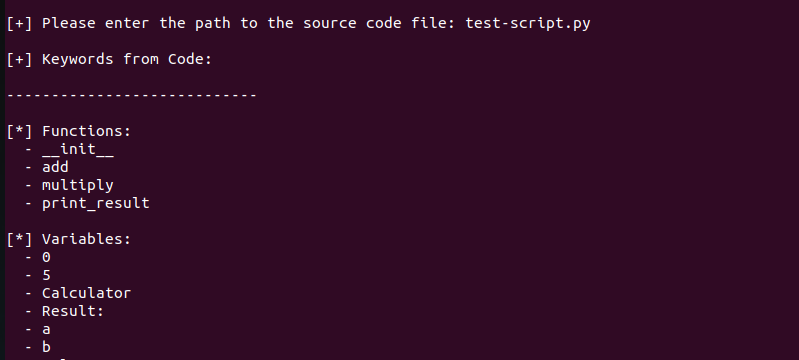 [+] Please enter the path to the source code file: test-script.py
[+] Keywords from Code:
----------------------------
[*] Functions:
- __init__
- add
- multiply
- print_result
[*] Variables:
- 0
- 5
- Calculator
- Result:
- a
- b